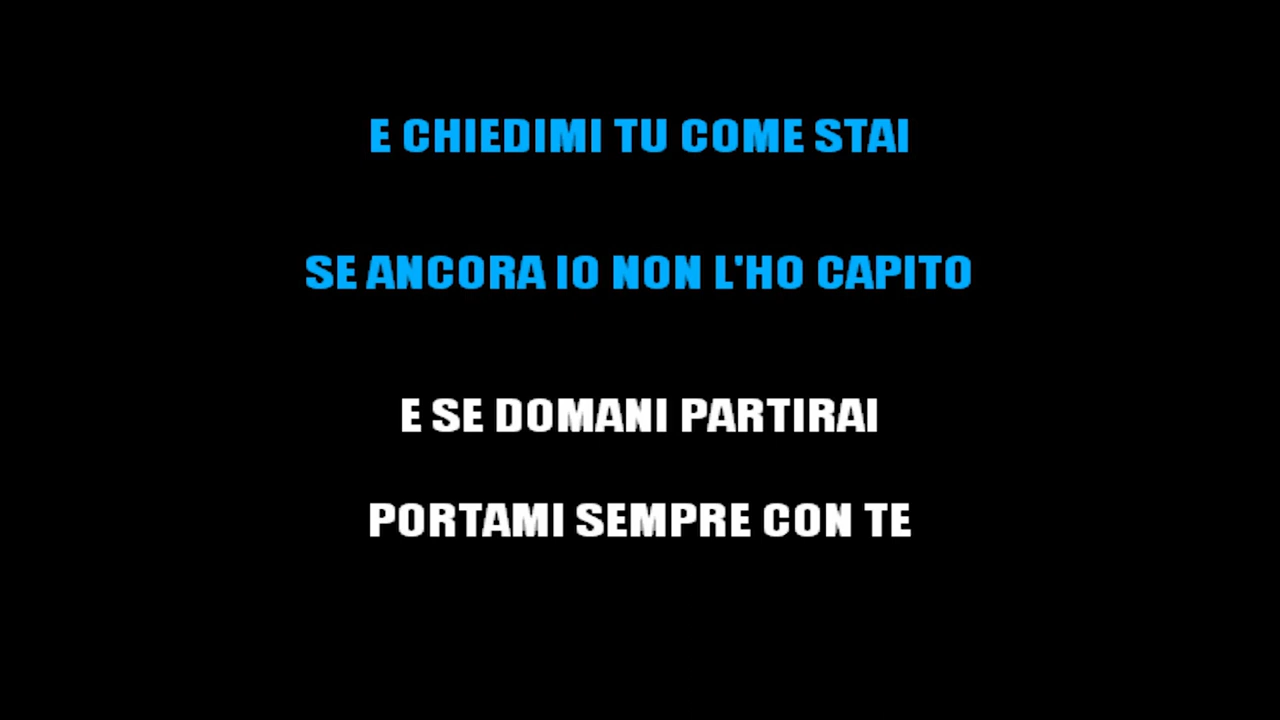 E CHIEDIMI TU COME STAI
SE ANCORA IO NON L'HO CAPITO
E SE DOMANI PARTIRAI
PORTAMI SEMPRE CON TE